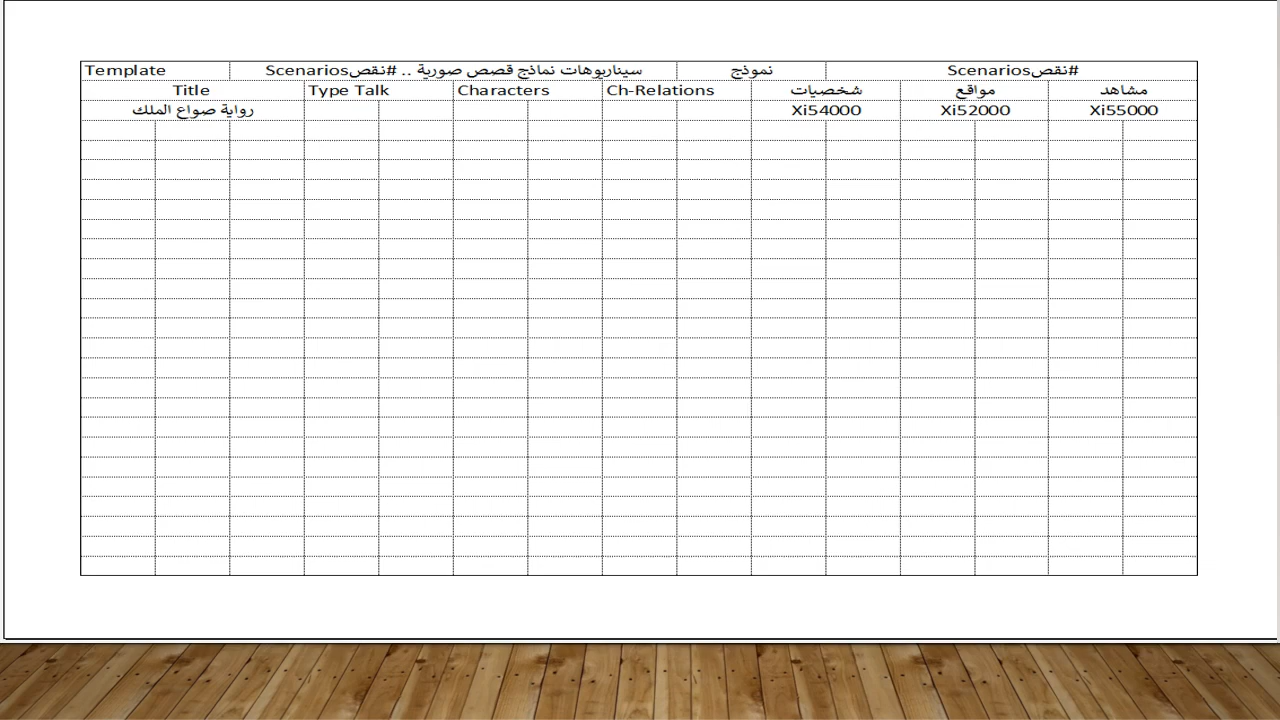 Template سيناريوهات نماذج قصص صورية .. #نقصScenarios نموذج #نقصScenarios
Title Type Talk Characters Ch-Relations شخصيات مواقع مشاهد
رواية صواع الملك Xi54000 Xi52000 Xi55000